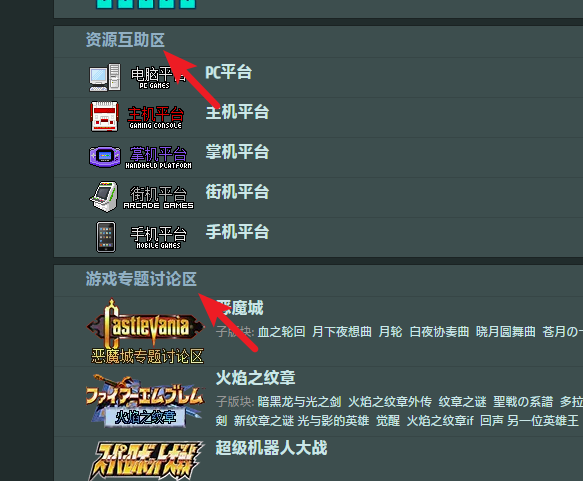 资源互助区
电脑平台
PC GAMES
PC平台
主机平台
GAMING CONSOLE
主机平台
掌机平台
HANDHELD PLATFORM
掌机平台
街机平台
ARCADE GAMES
街机平台
手机平台
MOBILE GAMES
手机平台
游戏专题讨论区
Castlevania
恶魔城专题讨论区
恶魔城
子版块: 血之轮回 月下夜想曲 月轮 白夜协奏曲 晓月圆舞曲 苍月の
ファイアーエムブレム
火焰之纹章
火焰之纹章
子版块: 暗黑龙与光之剑 火焰之纹章外传 纹章之谜 聖戦の系譜 多拉
剑 新纹章之谜 光与影的英雄 觉醒 火焰之纹章if 回声 另一位英雄王
スーパーロボット大戦
超级机器人大战